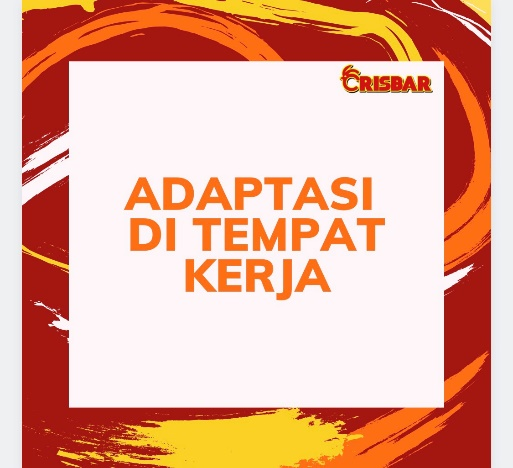 CRISBAR
ADAPTASI
DI TEMPAT
KERJA